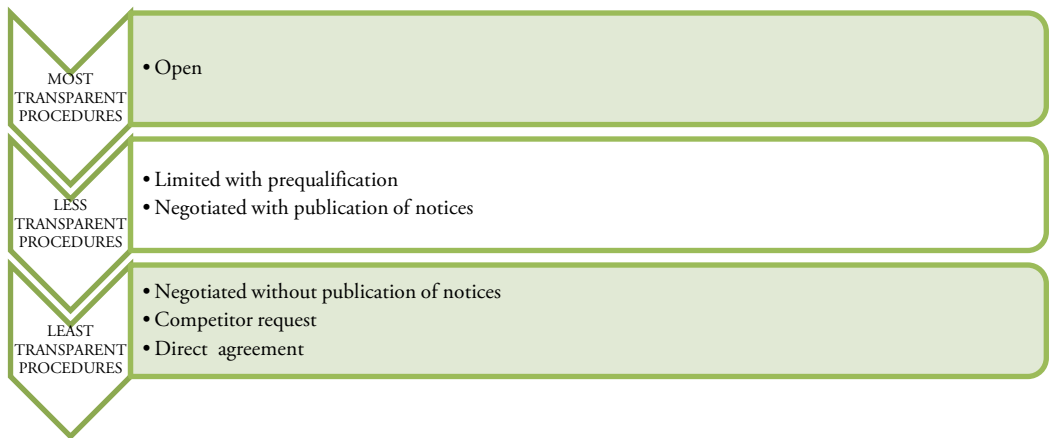 MOST
TRANSPARENT
PROCEDURES
• Open
LESS
TRANSPARENT
PROCEDURES
• Limited with prequalification
• Negotiated with publication of notices
LEAST
TRANSPARENT
PROCEDURES
• Negotiated without publication of notices
• Competitor request
• Direct agreement